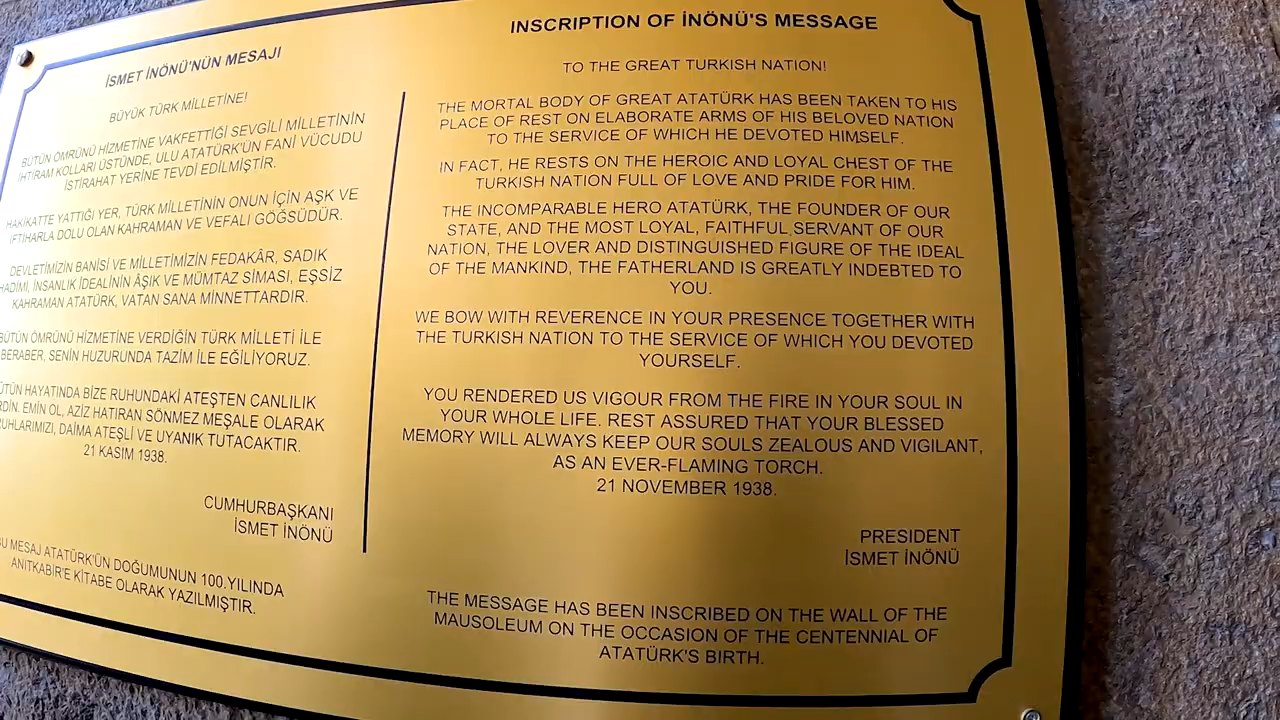 İSMET İNÖNÜ'NÜN MESAJI
BÜYÜK TÜRK MİLLETİNE!
BÜTÜN ÖMRÜNÜ HİZMETİNE VAKFETTİĞİ SEVGİLİ MİLLETİNİN
İHTİRAM KOLLARI ÜSTÜNDE, ULU ATATÜRK'ÜN FANİ VÜCUDU
İSTİRAHAT YERİNE TEVDİ EDİLMİŞTİR.
HAKİKATTE YATTIĞI YER, TÜRK MİLLETİNİN ONUN İÇİN AŞK VE
İFTİHARLA DOLU OLAN KAHRAMAN VE VEFALI GÖĞSÜDÜR.
DEVLETİMİZİN BANİSİ VE MİLLETİMİZİN FEDAKÂR, SADIK
HADİMİ, İNSANLIK İDEALİNİN ÂŞIK VE MÜMTAZ SİMASI, EŞSİZ
KAHRAMAN ATATÜRK, VATAN SANA MİNNETTARDIR.
BÜTÜN ÖMRÜNÜ HİZMETİNE VERDİĞİN TÜRK MİLLETİ İLE
BERABER, SENİN HUZURUNDA TAZİM İLE EĞİLİYORUZ.
ÜTÜN HAYATINDA BİZE RUHUNDAKİ ATEŞTEN CANLILIK
RDİN. EMİN OL, AZİZ HATIRAN SÖNMEZ MEŞALE OLARAK
RUHLARIMIZI, DAİMA ATEŞLİ VE UYANIK TUTACAKTIR.
21 KASIM 1938.
CUMHURBAŞKANI
İSMET İNÖNÜ
BU MESAJ ATATÜRK'ÜN DOĞUMUNUN 100.YILINDA
ANITKABİR'E KİTABE OLARAK YAZILMIŞTIR.
INSCRIPTION OF İNÖNÜ'S MESSAGE
TO THE GREAT TURKISH NATION!
THE MORTAL BODY OF GREAT ATATÜRK HAS BEEN TAKEN TO HIS
PLACE OF REST ON ELABORATE ARMS OF HIS BELOVED NATION
TO THE SERVICE OF WHICH HE DEVOTED HIMSELF.
IN FACT, HE RESTS ON THE HEROIC AND LOYAL CHEST OF THE
TURKISH NATION FULL OF LOVE AND PRIDE FOR HIM.
THE INCOMPARABLE HERO ATATÜRK, THE FOUNDER OF OUR
STATE, AND THE MOST LOYAL, FAITHFUL SERVANT OF OUR
NATION, THE LOVER AND DISTINGUISHED FIGURE OF THE IDEAL
OF THE MANKIND, THE FATHERLAND IS GREATLY INDEBTED TO
YOU.
WE BOW WITH REVERENCE IN YOUR PRESENCE TOGETHER WITH
THE TURKISH NATION TO THE SERVICE OF WHICH YOU DEVOTED
YOURSELF.
YOU RENDERED US VIGOUR FROM THE FIRE IN YOUR SOUL IN
YOUR WHOLE LIFE. REST ASSURED THAT YOUR BLESSED
MEMORY WILL ALWAYS KEEP OUR SOULS ZEALOUS AND VIGILANT,
AS AN EVER-FLAMING TORCH.
21 NOVEMBER 1938.
PRESIDENT
İSMET İNÖNÜ
THE MESSAGE HAS BEEN INSCRIBED ON THE WALL OF THE
MAUSOLEUM ON THE OCCASION OF THE CENTENNIAL OF
ATATÜRK'S BIRTH.